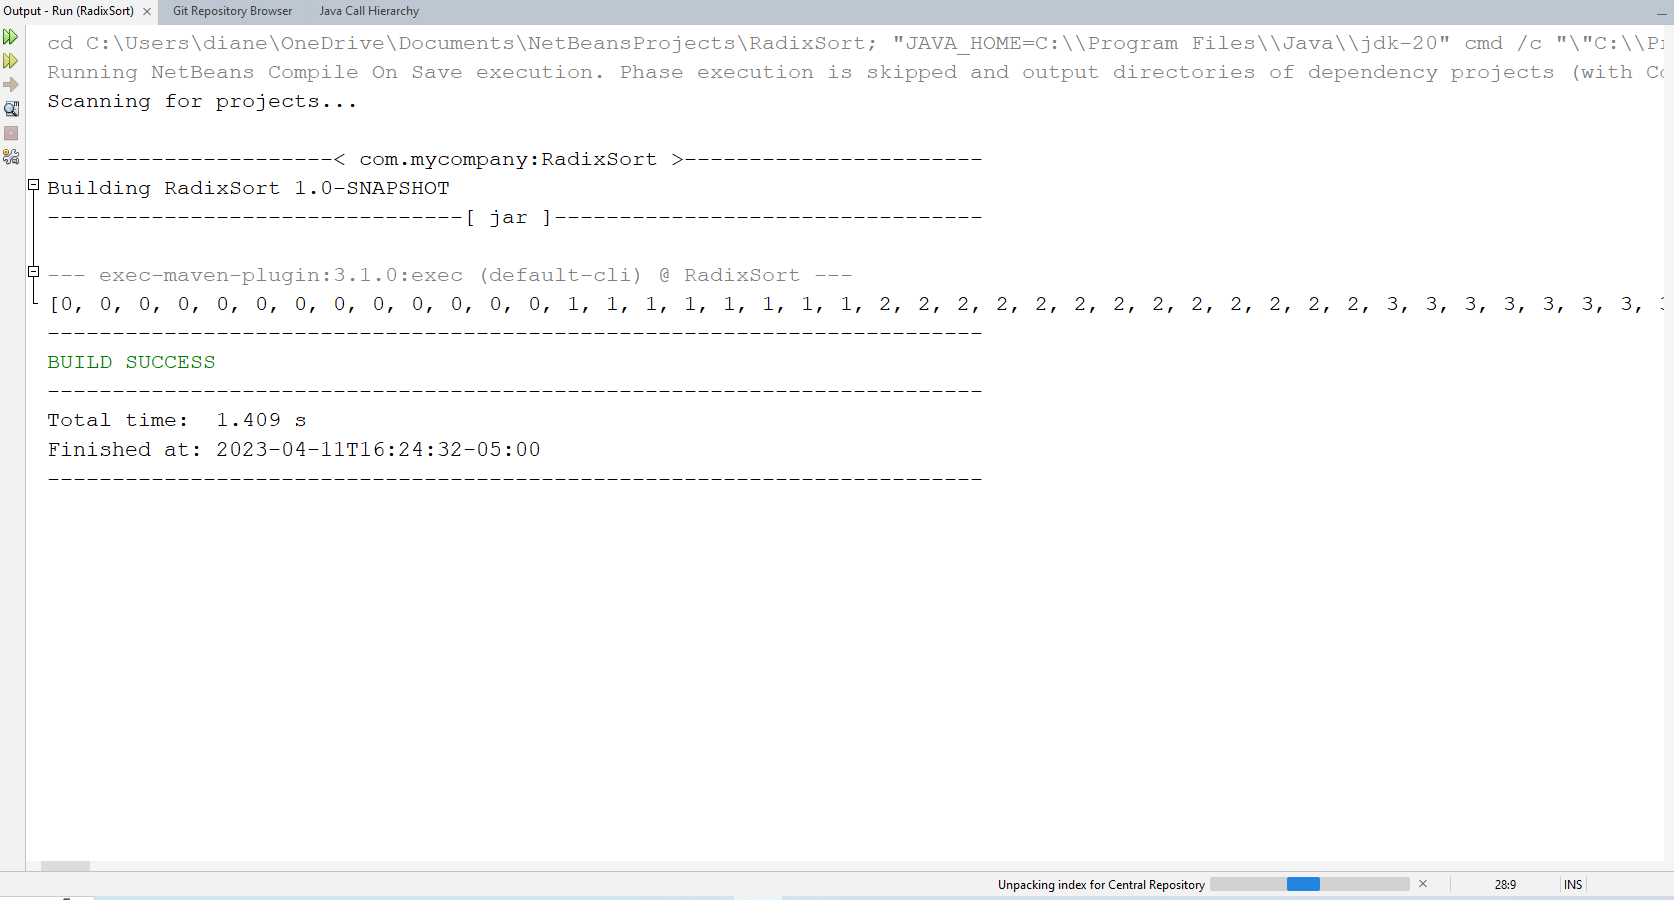 Output - Run (RadixSort) × Git Repository Browser Java Call Hierarchy
cd C:\Users\diane\OneDrive\Documents\NetBeansProjects\RadixSort; "JAVA_HOME=C:\\Program Files\\Java\\jdk-20" cmd /c "\"C:\\Pr
Running NetBeans Compile On Save execution. Phase execution is skipped and output directories of dependency projects (with Co
Scanning for projects...
----------------------< com.mycompany:RadixSort >-----------------------
Building RadixSort 1.0-SNAPSHOT
--------------------------------[ jar ]---------------------------------
--- exec-maven-plugin:3.1.0:exec (default-cli) @ RadixSort ---
[0, 0, 0, 0, 0, 0, 0, 0, 0, 0, 0, 0, 0, 1, 1, 1, 1, 1, 1, 1, 1, 2, 2, 2, 2, 2, 2, 2, 2, 2, 2, 2, 2, 2, 3, 3, 3, 3, 3, 3, 3,
------------------------------------------------------------------------
BUILD SUCCESS
------------------------------------------------------------------------
Total time:  1.409 s
Finished at: 2023-04-11T16:24:32-05:00
------------------------------------------------------------------------
Unpacking index for Central Repository × 28:9 INS